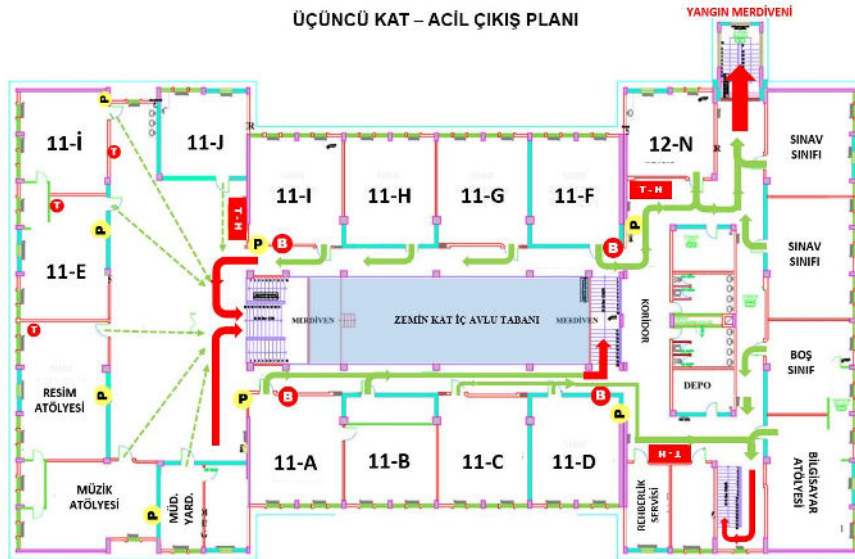 ÜÇÜNCÜ KAT – ACİL ÇIKIŞ PLANI
YANGIN MERDİVENİ
P
11-İ
T
11-J
R
T - H
11-I
11-H
11-G
11-F
12-N
R
T - H
SINAV
SINIFI
T
P
11-E
P
B
B
P
SINAV
SINIFI
T
MERDİVEN
ZEMİN KAT İÇ AVLU TABANI
MERDİVEN
KORİDOR
RESİM
ATÖLYESİ
P
BOŞ
SINIF
DEPO
P
B
B
P
11-A
11-B
11-C
11-D
T - H
MÜZİK
ATÖLYESİ
P
MÜD.
YARD.
REHBERLİK
SERVİSİ
BİLGİSAYAR
ATÖLYESİ